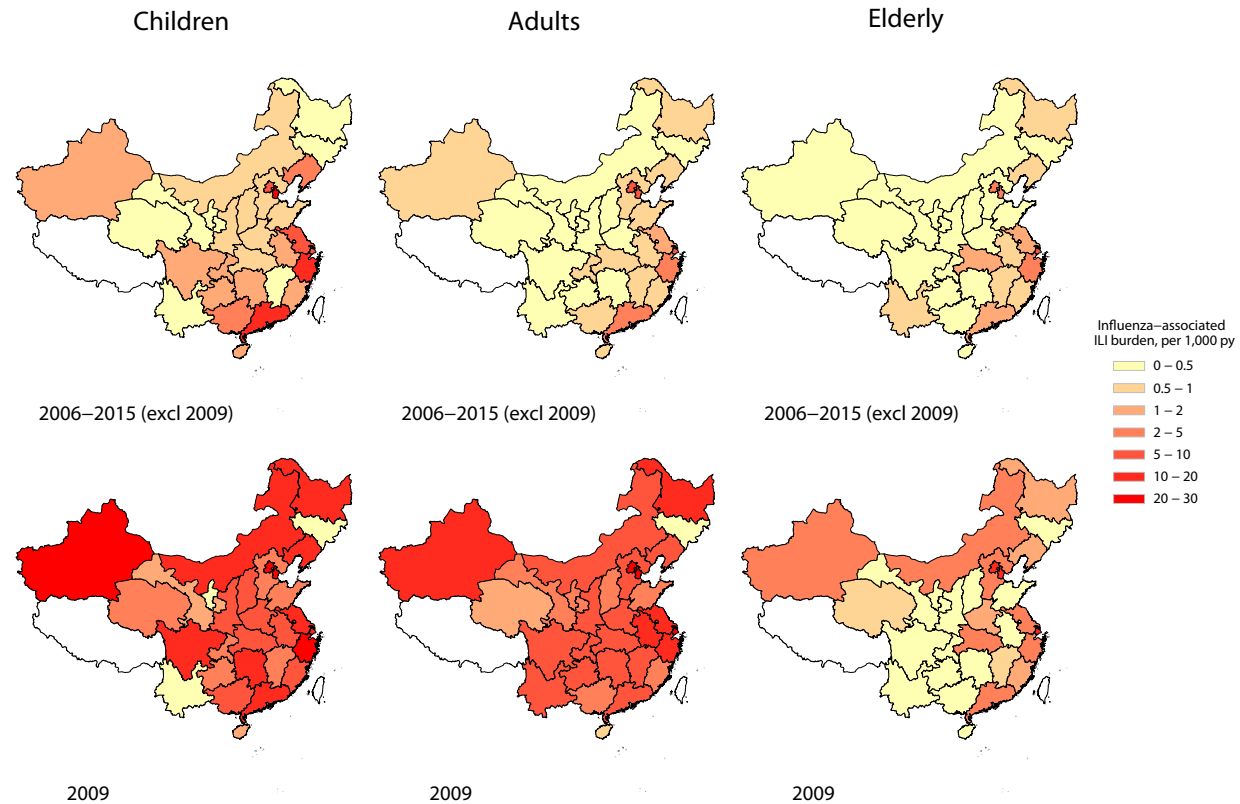 Children
Adults
Elderly
2006−2015 (excl 2009)
2006−2015 (excl 2009)
2006−2015 (excl 2009)
Influenza−associated
ILI burden, per 1,000 py
0 − 0.5
0.5 − 1
1 − 2
2 − 5
5 − 10
10 − 20
20 − 30
2009
2009
2009